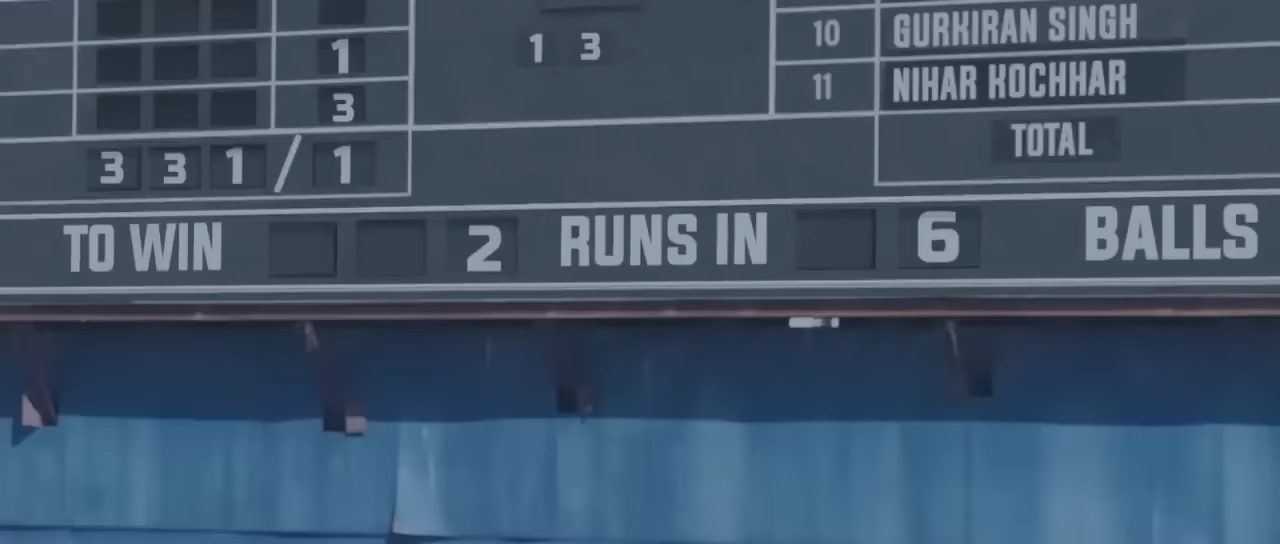 10 GURKIRAN SINGH
1 1 3
11 NIHAR KOCHHAR
3
TOTAL
331/1
TO WIN 2 RUNS IN 6 BALLS